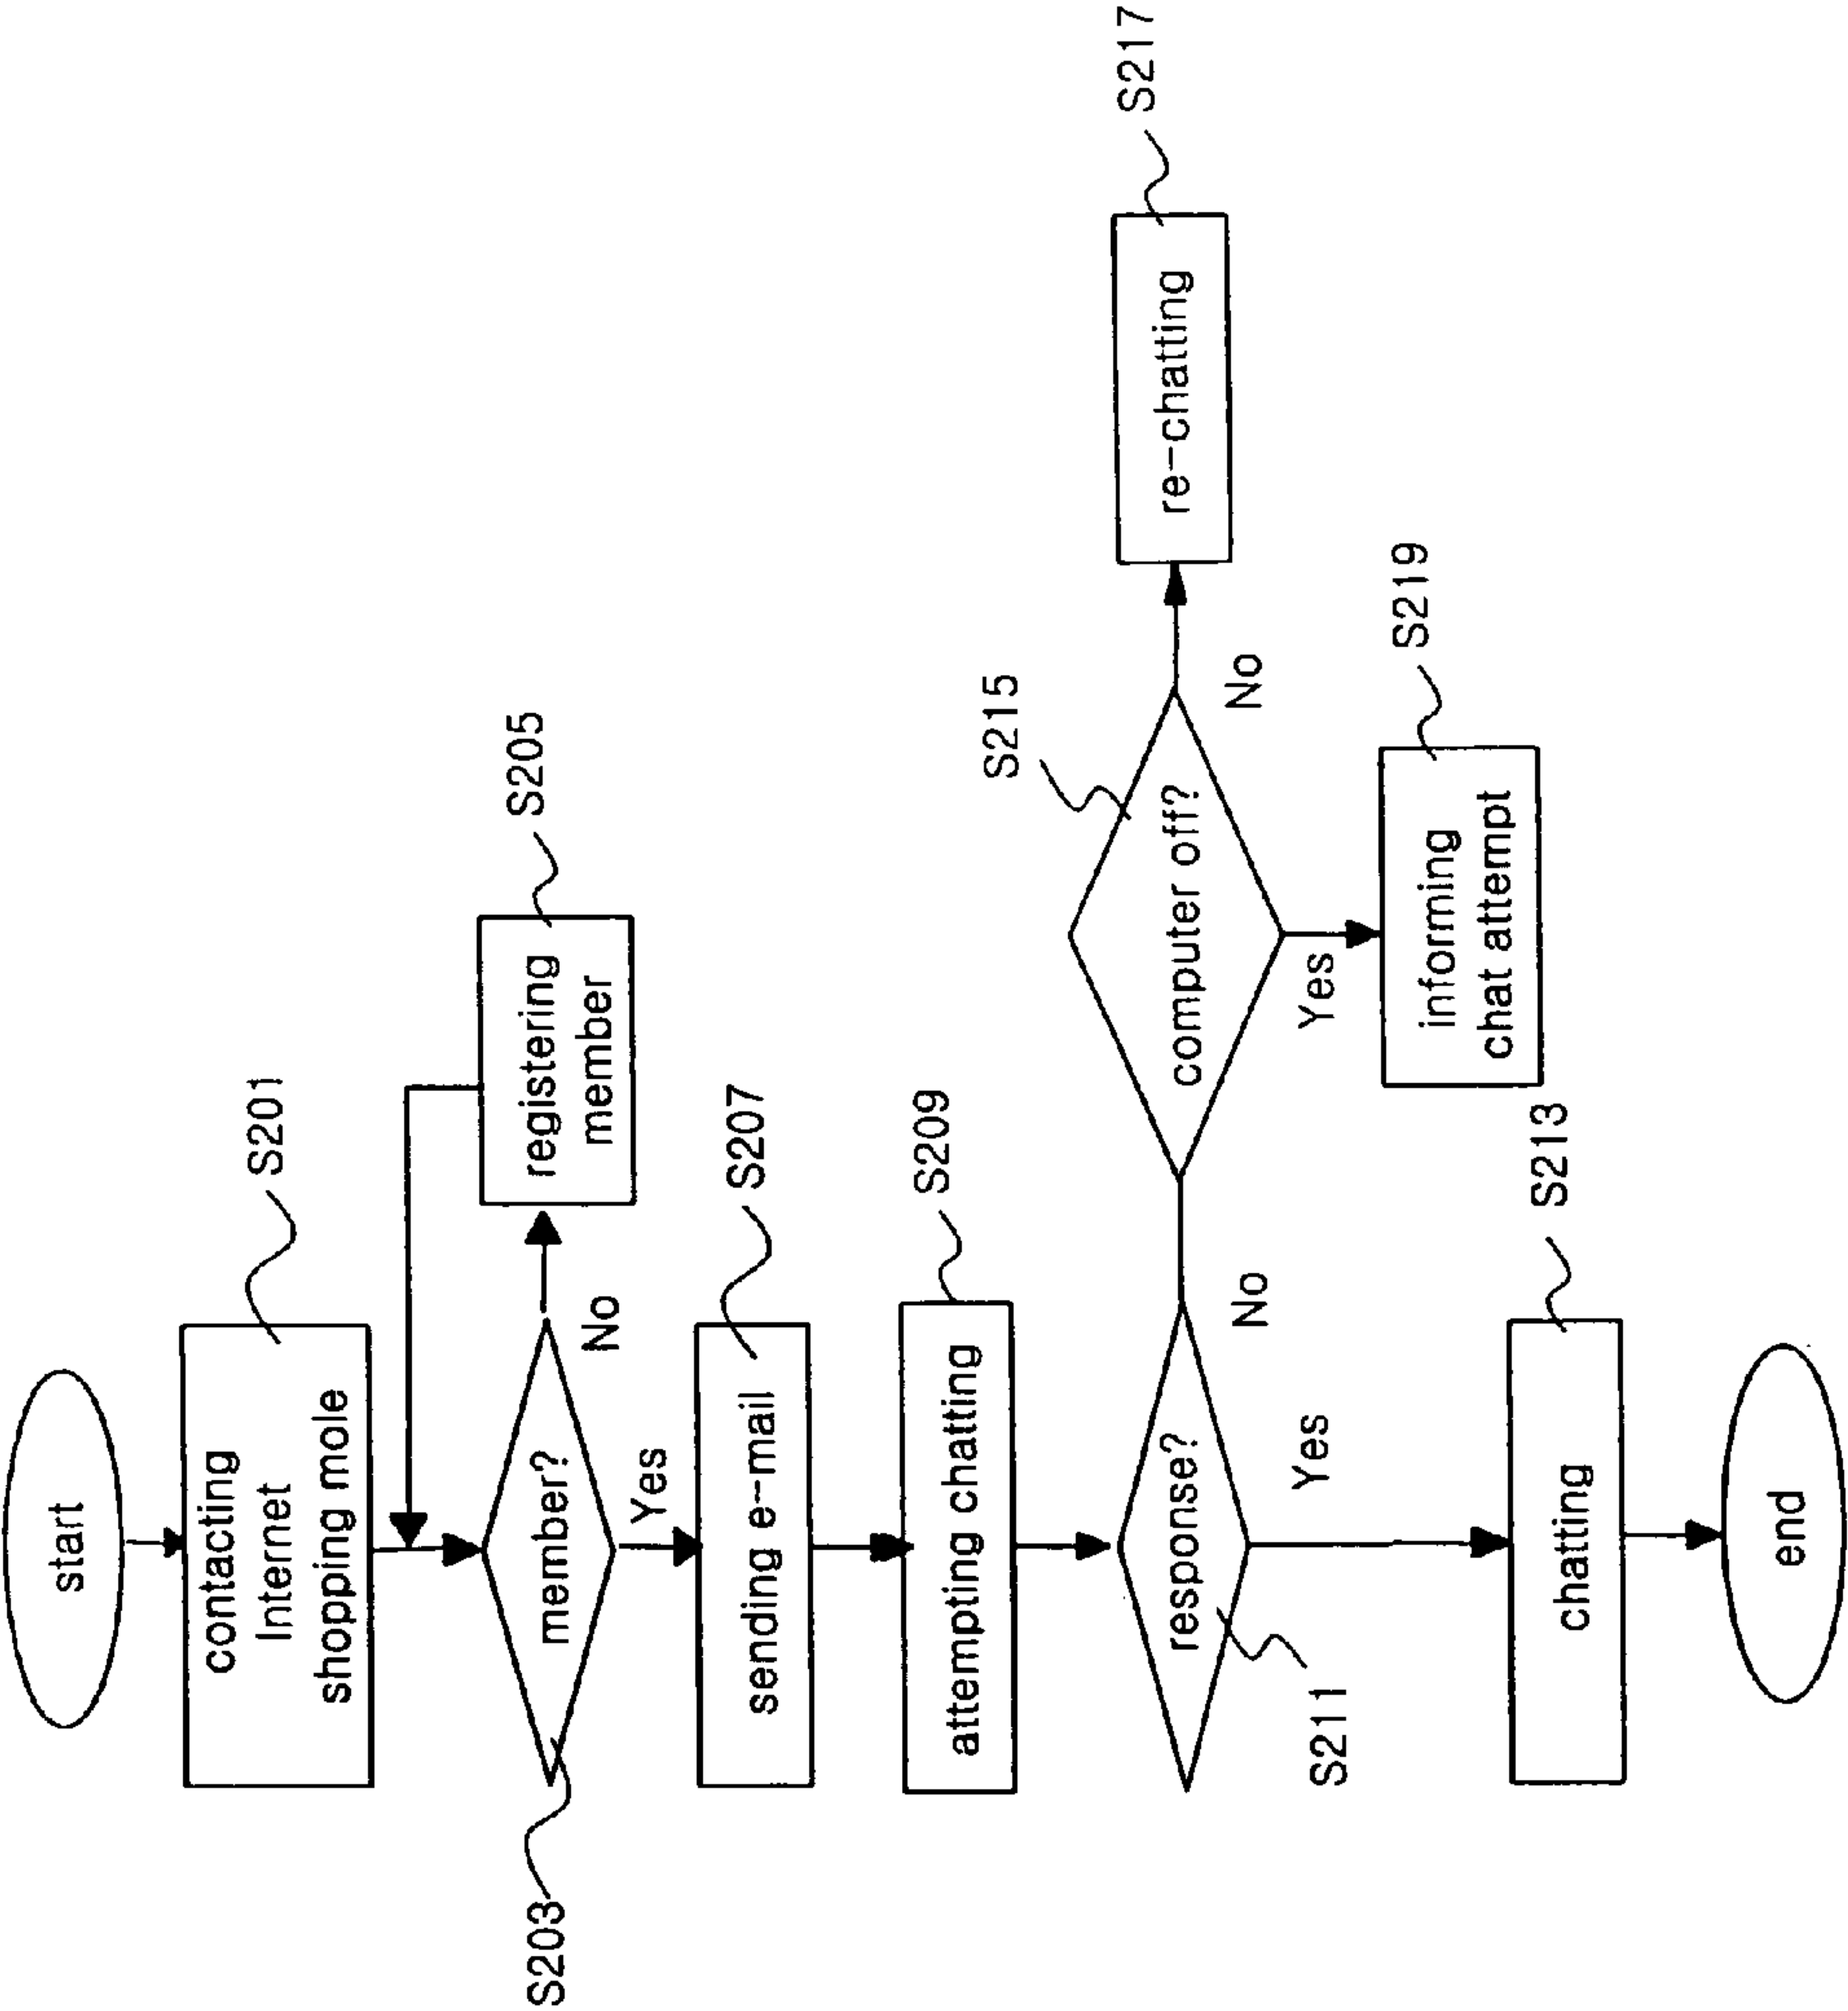 start
contacting
Internet
shopping mole
S201
member?
S203
No
Yes
registering
member
S205
sending e-mail
S207
attempting chatting
S209
response?
S211
No
Yes
computer off?
S215
No
Yes
re-chatting
S217
informing
chat attempt
S219
chatting
S213
end